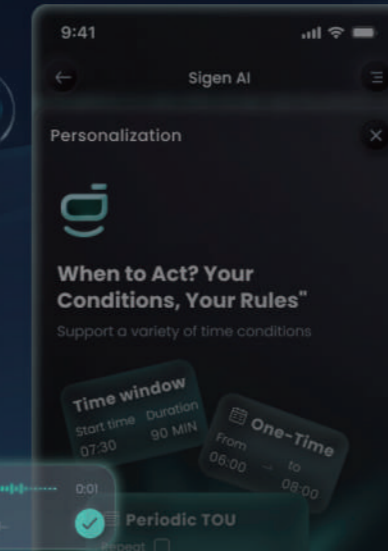 9:41
Sigen AI
Personalization
When to Act? Your
Conditions, Your Rules"
Support a variety of time conditions
Time window
Start time Duration
07:30 90 MIN
One-Time
From to
06:00 → 08:00
0:01
Periodic TOU
Repeat